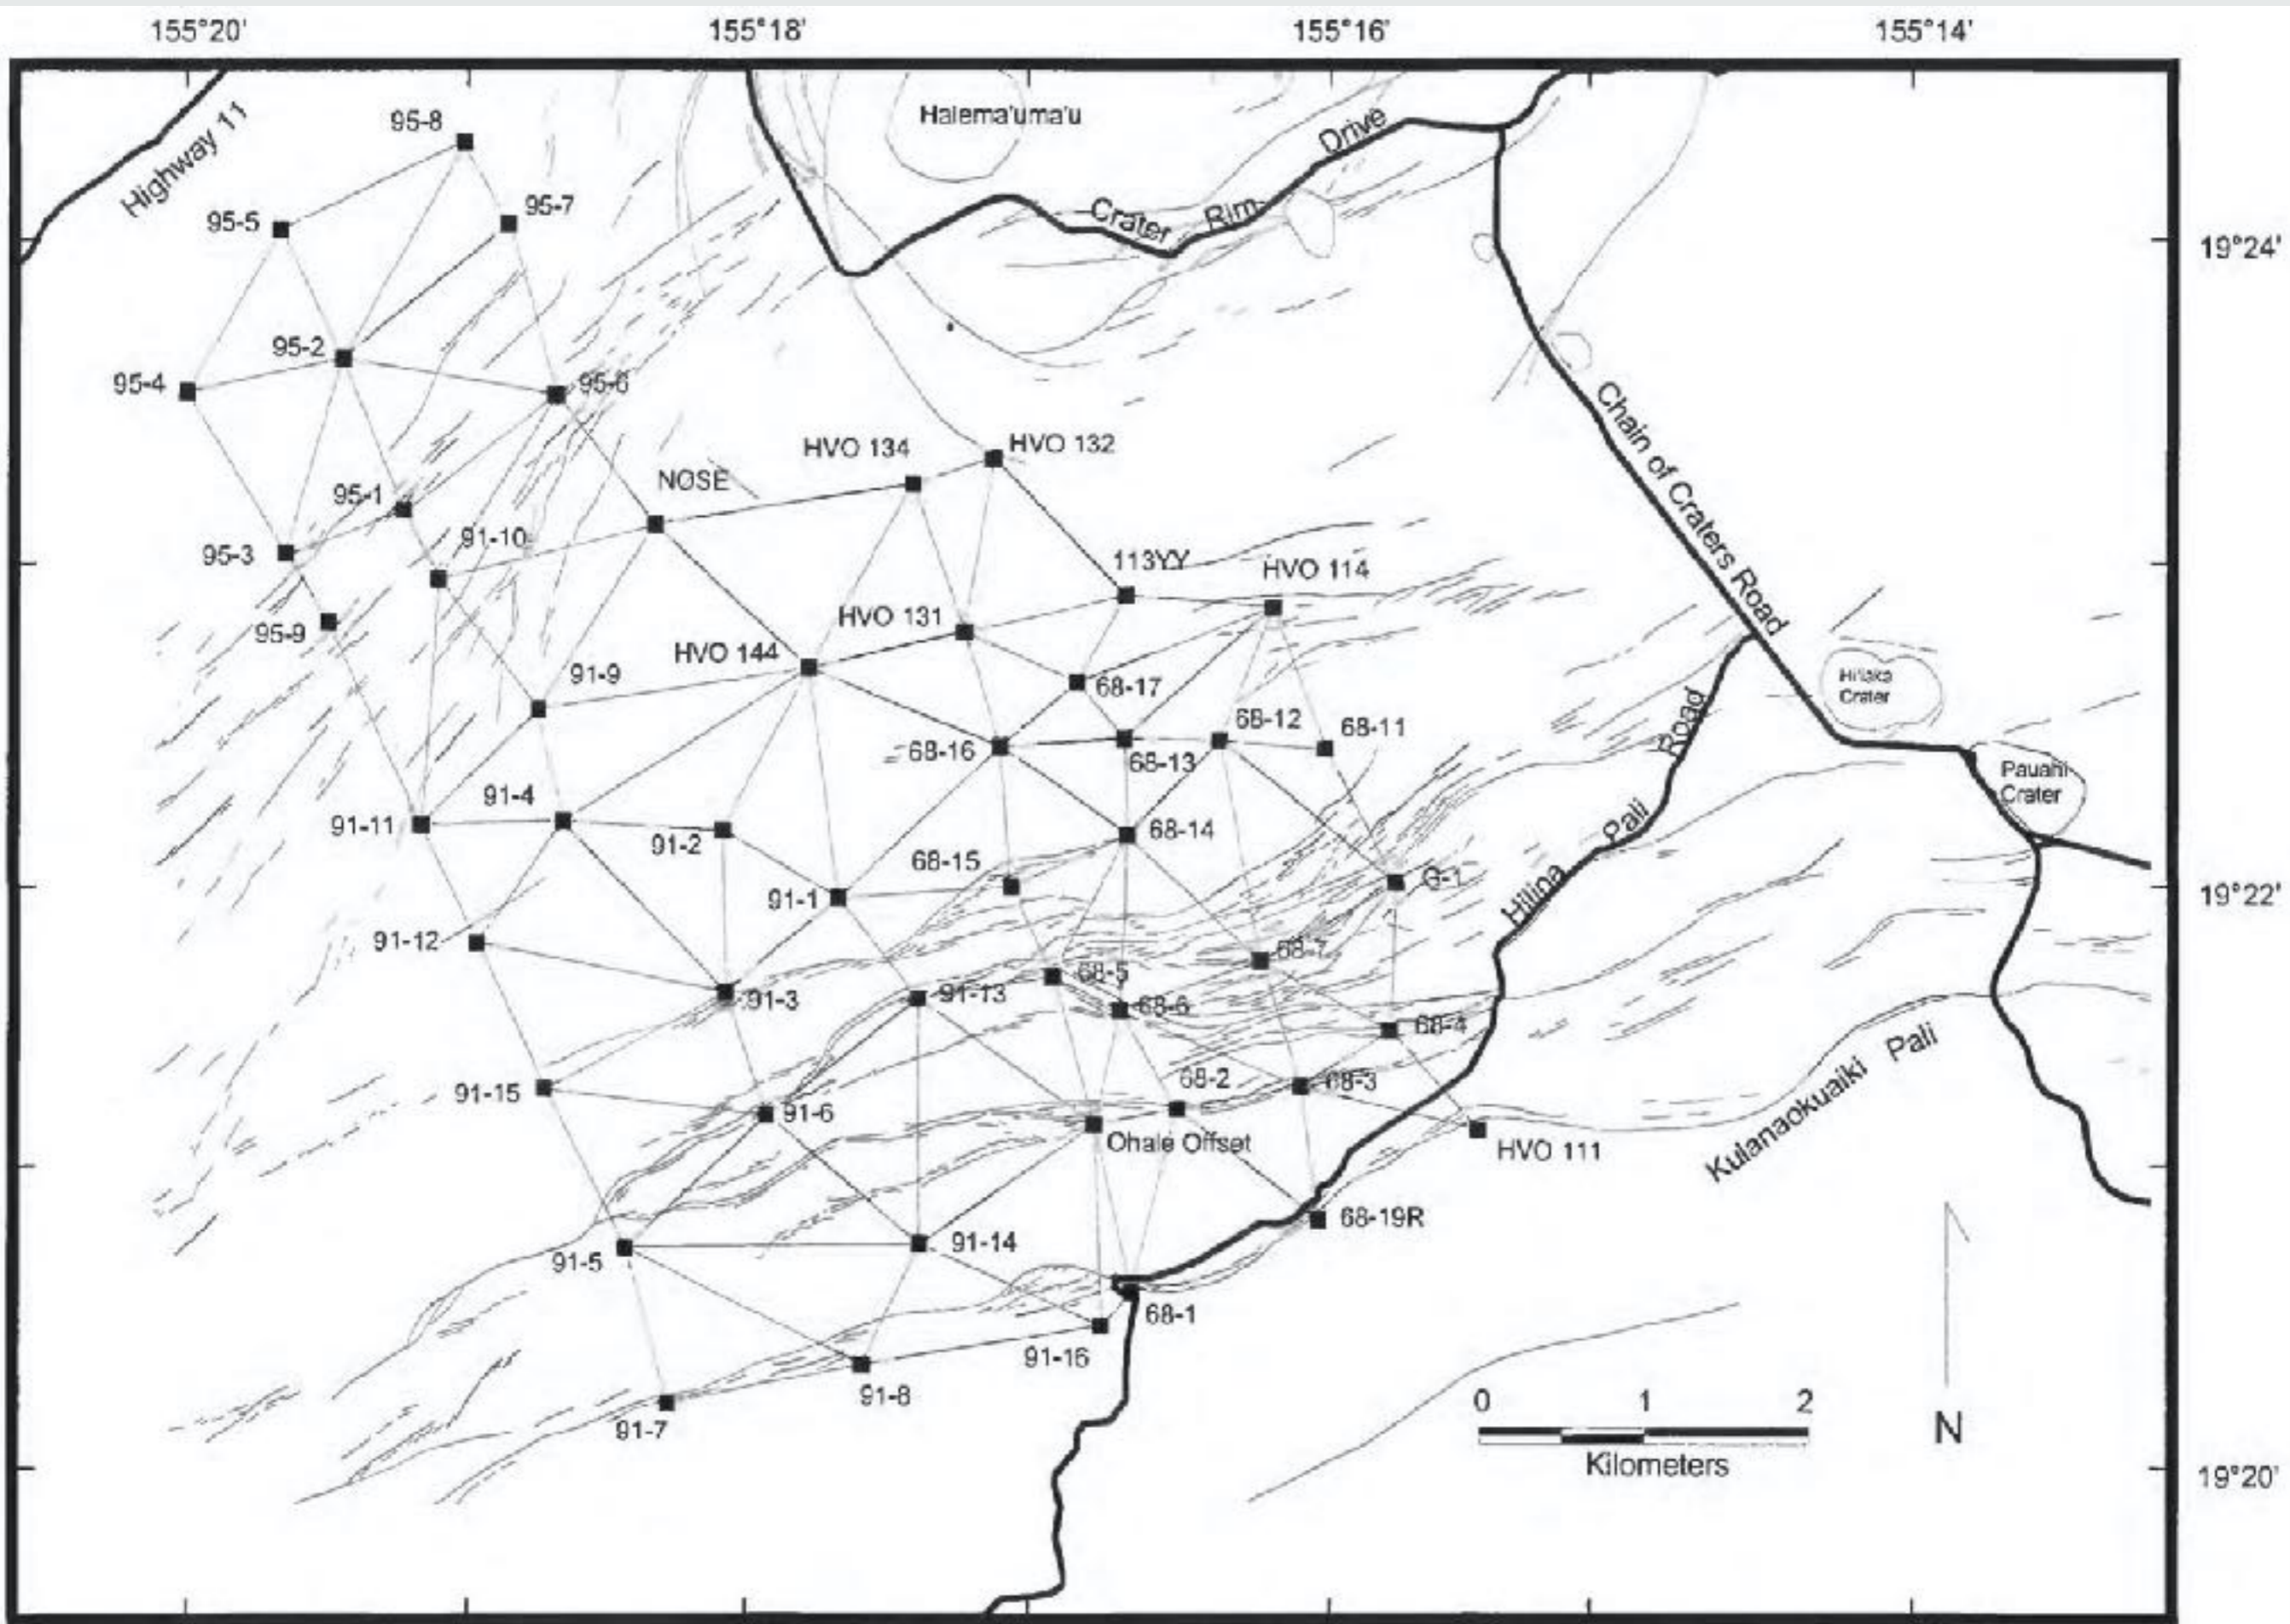 155°20'
155°18'
155°16'
155°14'
Highway 11
95-8
Halema'uma'u
Crater Rim Drive
95-5
95-7
19°24'
95-2
95-4
95-6
Chain of Craters Road
HVO 134
HVO 132
NOSE
95-1
91-10
95-3
113YY
HVO 114
95-9
HVO 131
HVO 144
91-9
68-17
Crater
68-12
68-11
68-16
68-13
Pauahi
Crater
91-4
91-11
91-2
68-14
Hilina Pali Road
68-15
G-1
19°22'
91-1
91-12
68-7
68-5
91-3
91-13
68-6
68-4
Kulanaokuaiki Pali
91-15
68-2
68-3
91-6
Ohale Offset
HVO 111
68-19R
91-14
91-5
68-1
91-16
91-8
91-7
0 1 2
Kilometers
N
19°20'